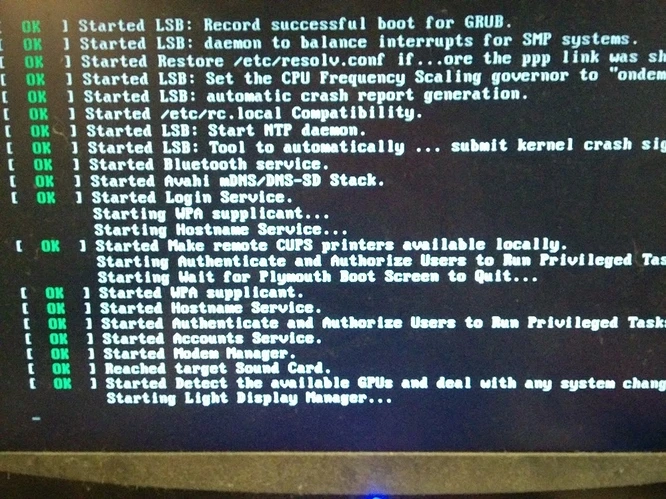 [ OK ] Started LSB: Record successful boot for GRUB.
[ OK ] Started LSB: daemon to balance interrupts for SMP systems.
[ OK ] Started Restore /etc/resolv.conf if...ore the ppp link was sh
[ OK ] Started LSB: Set the CPU Frequency Scaling governor to "ondem
[ OK ] Started LSB: automatic crash report generation.
[ OK ] Started /etc/rc.local Compatibility.
[ OK ] Started LSB: Start NTP daemon.
[ OK ] Started LSB: Tool to automatically ... submit kernel crash sig
[ OK ] Started Bluetooth service.
[ OK ] Started Avahi mDNS/DNS-SD Stack.
[ OK ] Started Login Service.
Starting WPA supplicant...
Starting Hostname Service...
[ OK ] Started Make remote CUPS printers available locally.
Starting Authenticate and Authorize Users to Run Privileged Tas
Starting Wait for Plymouth Boot Screen to Quit...
[ OK ] Started WPA supplicant.
[ OK ] Started Hostname Service.
[ OK ] Started Authenticate and Authorize Users to Run Privileged Tasks
[ OK ] Started Accounts Service.
[ OK ] Started Modem Manager.
[ OK ] Reached target Sound Card.
[ OK ] Started Detect the available GPUs and deal with any system chang
Starting Light Display Manager...